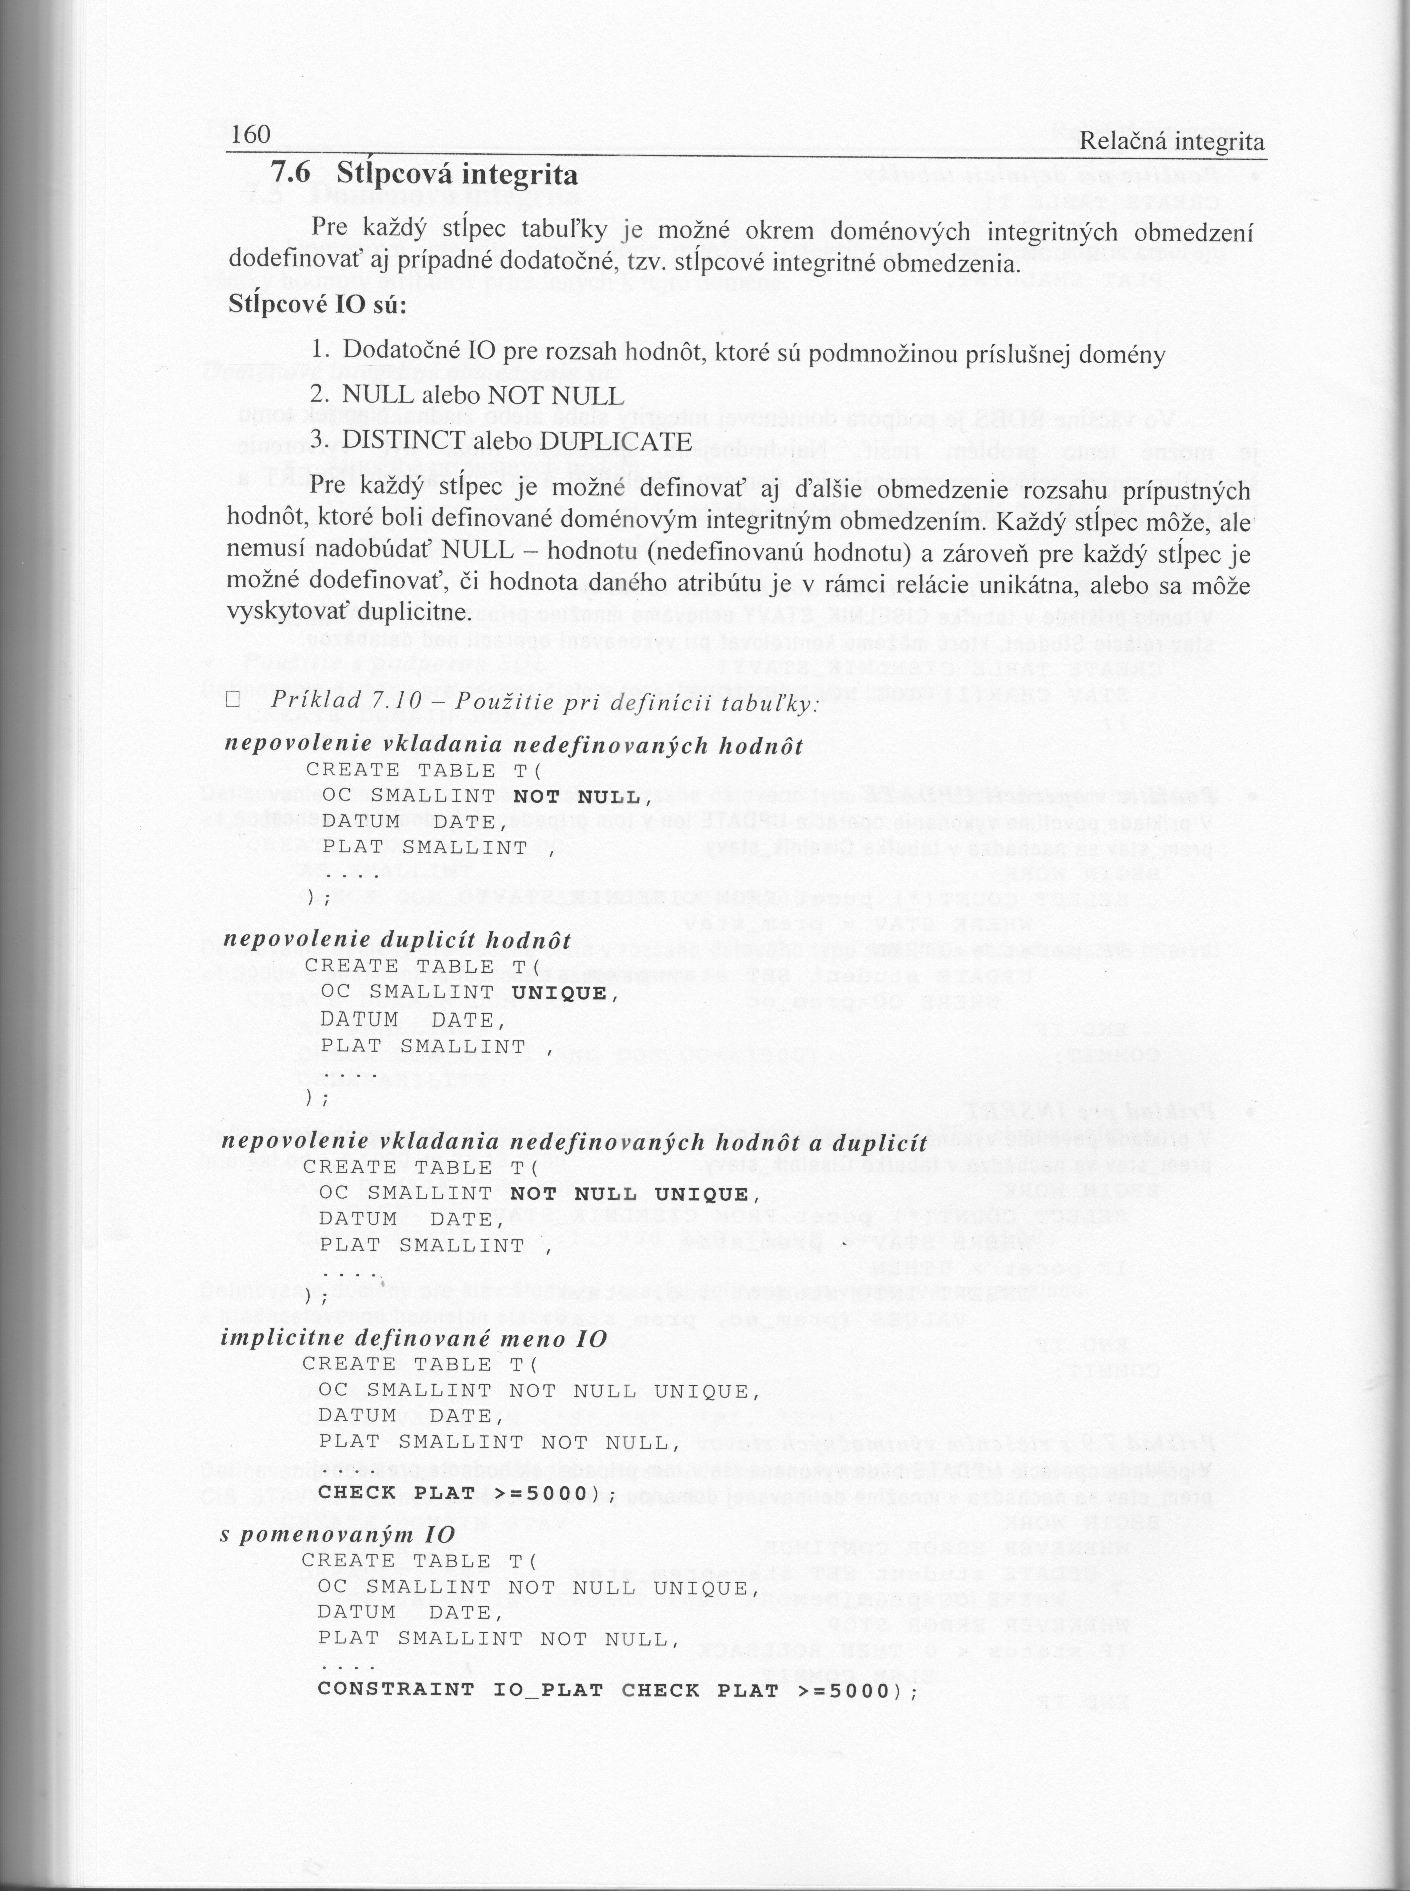 160
Relačná integrita
7.6 Stĺpcová integrita
Pre každý stĺpec tabuľky je možné okrem doménových integritných obmedzení
dodefinovať aj prípadné dodatočné, tzv. stĺpcové integritné obmedzenia.
Stĺpcové IO sú:
1. Dodatočné IO pre rozsah hodnôt, ktoré sú podmnožinou príslušnej domény
2. NULL alebo NOT NULL
3. DISTINCT alebo DUPLICATE
Pre každý stĺpec je možné definovať aj ďalšie obmedzenie rozsahu prípustných
hodnôt, ktoré boli definované doménovým integritným obmedzením. Každý stĺpec môže, ale
nemusí nadobúdať NULL – hodnotu (nedefinovanú hodnotu) a zároveň pre každý stĺpec je
možné dodefinovať, či hodnota daného atribútu je v rámci relácie unikátna, alebo sa môže
vyskytovať duplicitne.
□ Príklad 7.10 – Použitie pri definícii tabuľky:
nepovolenie vkladania nedefinovaných hodnôt
CREATE TABLE T(
OC SMALLINT NOT NULL,
DATUM DATE,
PLAT SMALLINT ,
....
);
nepovolenie duplicít hodnôt
CREATE TABLE T(
OC SMALLINT UNIQUE,
DATUM DATE,
PLAT SMALLINT ,
....
);
nepovolenie vkladania nedefinovaných hodnôt a duplicít
CREATE TABLE T(
OC SMALLINT NOT NULL UNIQUE,
DATUM DATE,
PLAT SMALLINT ,
....
);
implicitne definované meno IO
CREATE TABLE T(
OC SMALLINT NOT NULL UNIQUE,
DATUM DATE,
PLAT SMALLINT NOT NULL,
....
CHECK PLAT >=5000);
s pomenovaným IO
CREATE TABLE T(
OC SMALLINT NOT NULL UNIQUE,
DATUM DATE,
PLAT SMALLINT NOT NULL,
....
CONSTRAINT IO_PLAT CHECK PLAT >=5000);